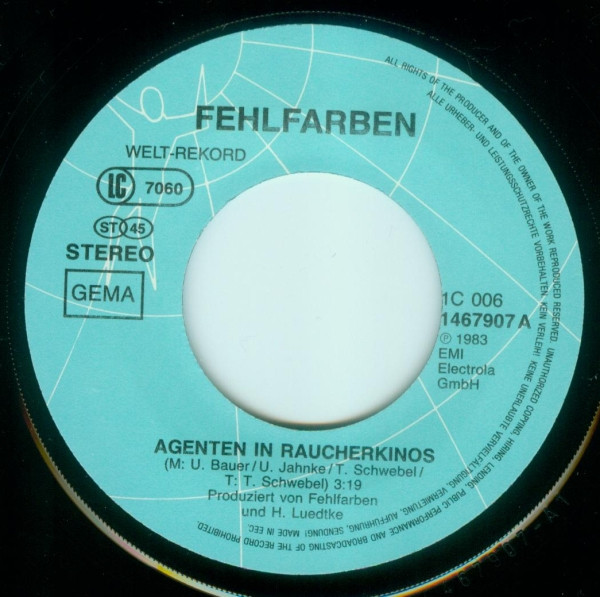 FEHLFARBEN
WELT-REKORD
LC 7060
ST 45
STEREO
GEMA
1C 006
1467907 A
℗ 1983
EMI
Electrola
GmbH
AGENTEN IN RAUCHERKINOS
(M: U. Bauer/U. Jahnke/T. Schwebel/
T: T. Schwebel) 3:19
Produziert von Fehlfarben
und H. Luedtke
ALL RIGHTS OF THE PRODUCER AND OF THE OWNER OF THE WORK REPRODUCED RESERVED. UNAUTHORIZED COPYING, HIRING, LENDING, PUBLIC PERFORMANCE AND BROADCASTING OF THE RECORD PROHIBITED.
ALLE URHEBER- UND LEISTUNGSSCHUTZRECHTE VORBEHALTEN. KEIN VERLEIH! KEINE UNERLAUBTE VERVIELFÄLTIGUNG, VERMIETUNG, AUFFÜHRUNG, SENDUNG! MADE IN EEC.